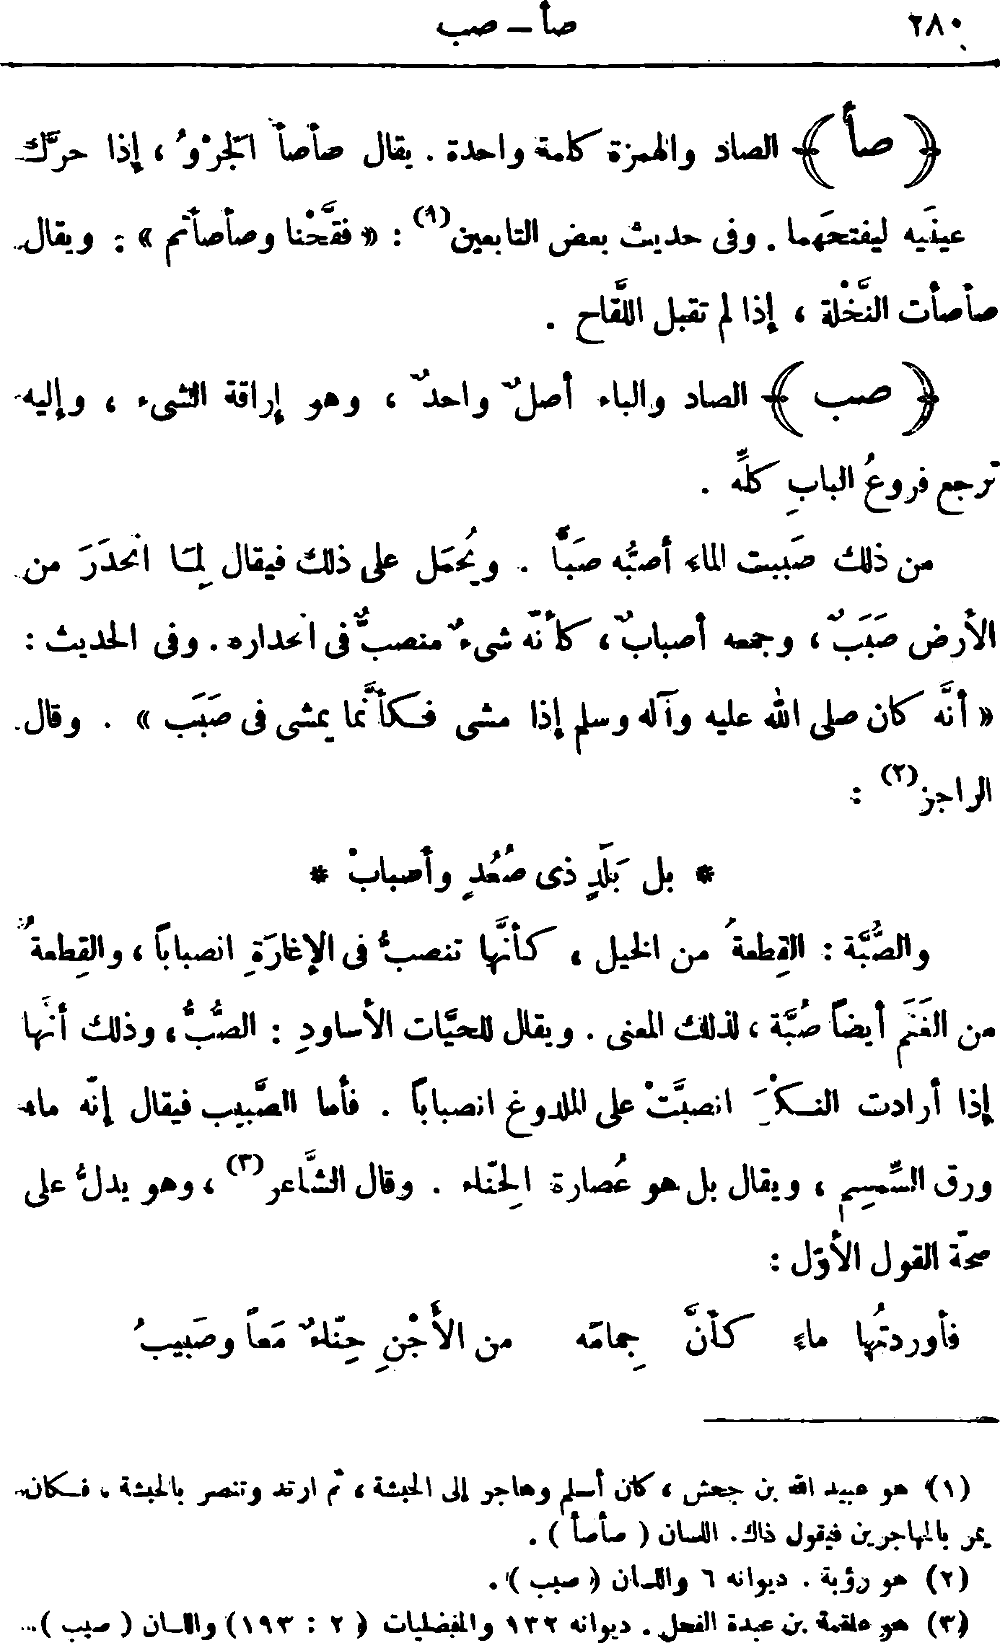 ٢٨٠ صأ ــ صب
﴿ صأ ﴾ الصاد والهمزة كلمة واحدة . يقال صأصأ الجَرْوُ ، إذا حرّك
عينَيه ليفتحَهما . وفى حديث بعض التابعين(١) : « فقَّحْنا وصأصأتم » . ويقال
صأصأت النَّخْلة ، إذا لم تقبل اللَّقاح .
﴿ صب ﴾ الصاد والباء أصلٌ واحدٌ ، وهو إراقة الشىء ، وإليه
ترجع فروعُ البابِ كلِّه .
من ذلك صَببت الماء أصبُّه صَبًّا . ويُحمَل على ذلك فيقال لِمَا انحدَرَ من
الأرض صَبَبٌ ، وجمعه أصبابٌ ، كأنّه شىءٌ منصبٌّ فى انحداره . وفى الحديث :
« أنَّه كان صلى الله عليه وآله وسلم إذا مشى فكأنَّما يمشى فى صَبَب » . وقال
الراجز(٢) :
* بل بَلَدٍ ذى صُعُدٍ وأصبابْ *
والصُّبَّة : القِطعةُ من الخيل ، كأنَّها تنصبُّ فى الإغارَةِ انصباباً ، والقِطعةُ
من الغَنَم أيضاً صُبَّة ، لذلك المعنى . ويقال للحيَّات الأساودِ : الصُّبُّ ، وذلك أنَّها
إذا أرادت النكْزَ انصبَّتْ على الملدوغ انصباباً . فأما الصَّبيب فيقال إنّه ماء
ورق السِّمسِم ، ويقال بل هو عُصارة الحِنّاء . وقال الشَّاعر(٣) ، وهو يدلُّ على
صحّة القول الأوّل :
فأوردتُها ماءً كأنَّ جِمامَه من الأَجْنِ حِنّاءٌ مَعاً وصَبيبُ
(١) هو عبيد الله بن جحش ، كان أسلم وهاجر إلى الحبشة ، ثم ارتد وتنصر بالحبشة ، فكان
يمر بالمهاجرين فيقول ذاك. اللسان ( صأصأ ) .
(٢) هو رؤبة . ديوانه ٦ واللسان ( صبب ) .
(٣) هو علقمة بن عبدة الفحل . ديوانه ١٣٢ والمفضليات ( ٢ : ١٩٣ ) واللسان ( صبب ) .